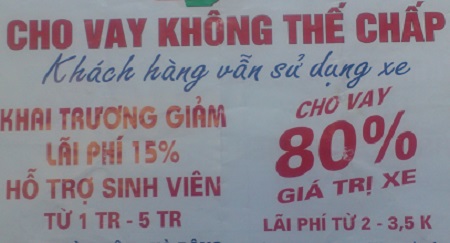 CHO VAY KHÔNG THẾ CHẤP
Khách hàng vẫn sử dụng xe
KHAI TRƯƠNG GIẢM
LÃI PHÍ 15%
HỖ TRỢ SINH VIÊN
TỪ 1 TR - 5 TR
CHO VAY
80%
GIÁ TRỊ XE
LÃI PHÍ TỪ 2 - 3,5 K